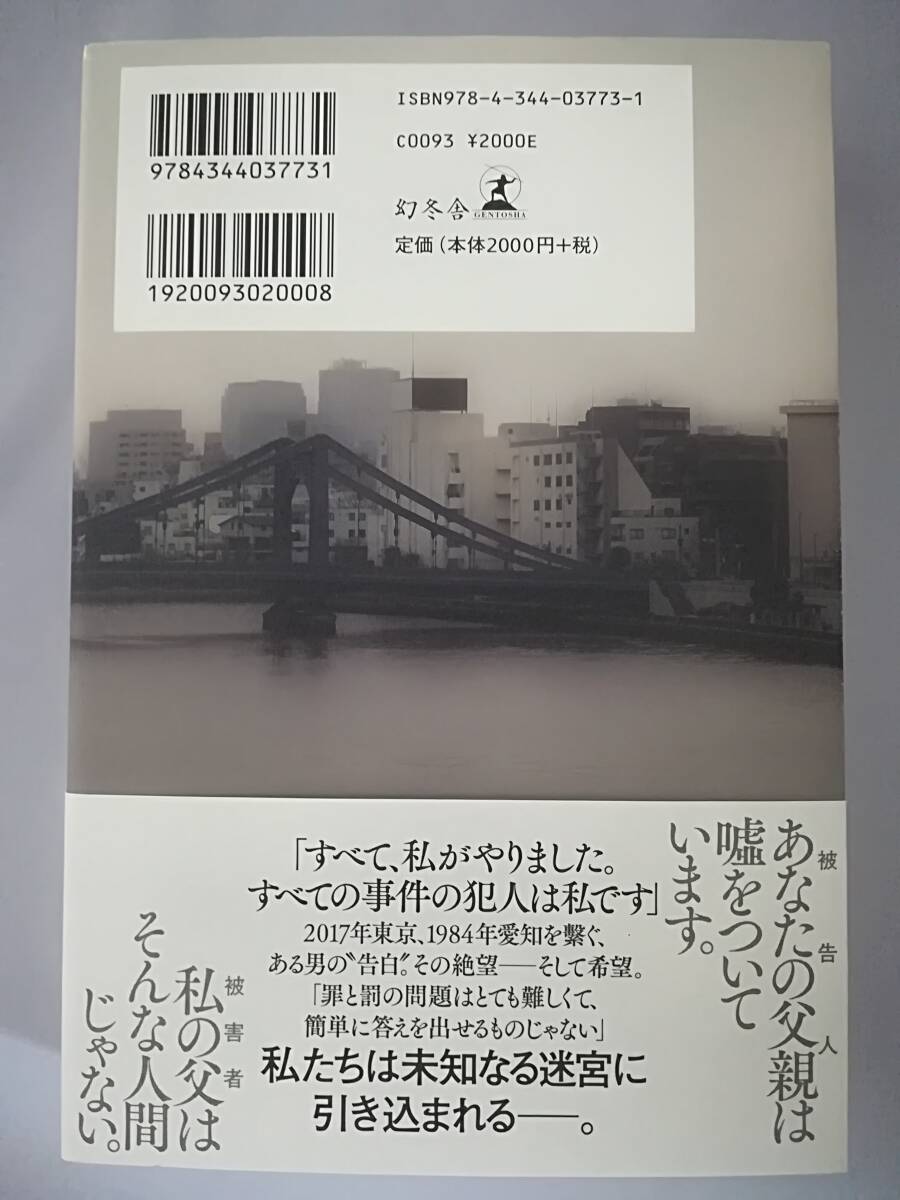 ISBN978-4-344-03773-1
C0093 ¥2000E
9784344037731
幻冬舎
GENTOSHA
定価(本体2000円+税)
1920093020008
被告人
あなたの父親は
嘘をついて
います。
「すべて、私がやりました。
すべての事件の犯人は私です」
2017年東京、1984年愛知を繋ぐ、
ある男の〝告白〟。その絶望――そして希望。
「罪と罰の問題はとても難しくて、
簡単に答えを出せるものじゃない」
私たちは未知なる迷宮に
引き込まれる――。
被害者
私の父は
そんな人間
じゃない。